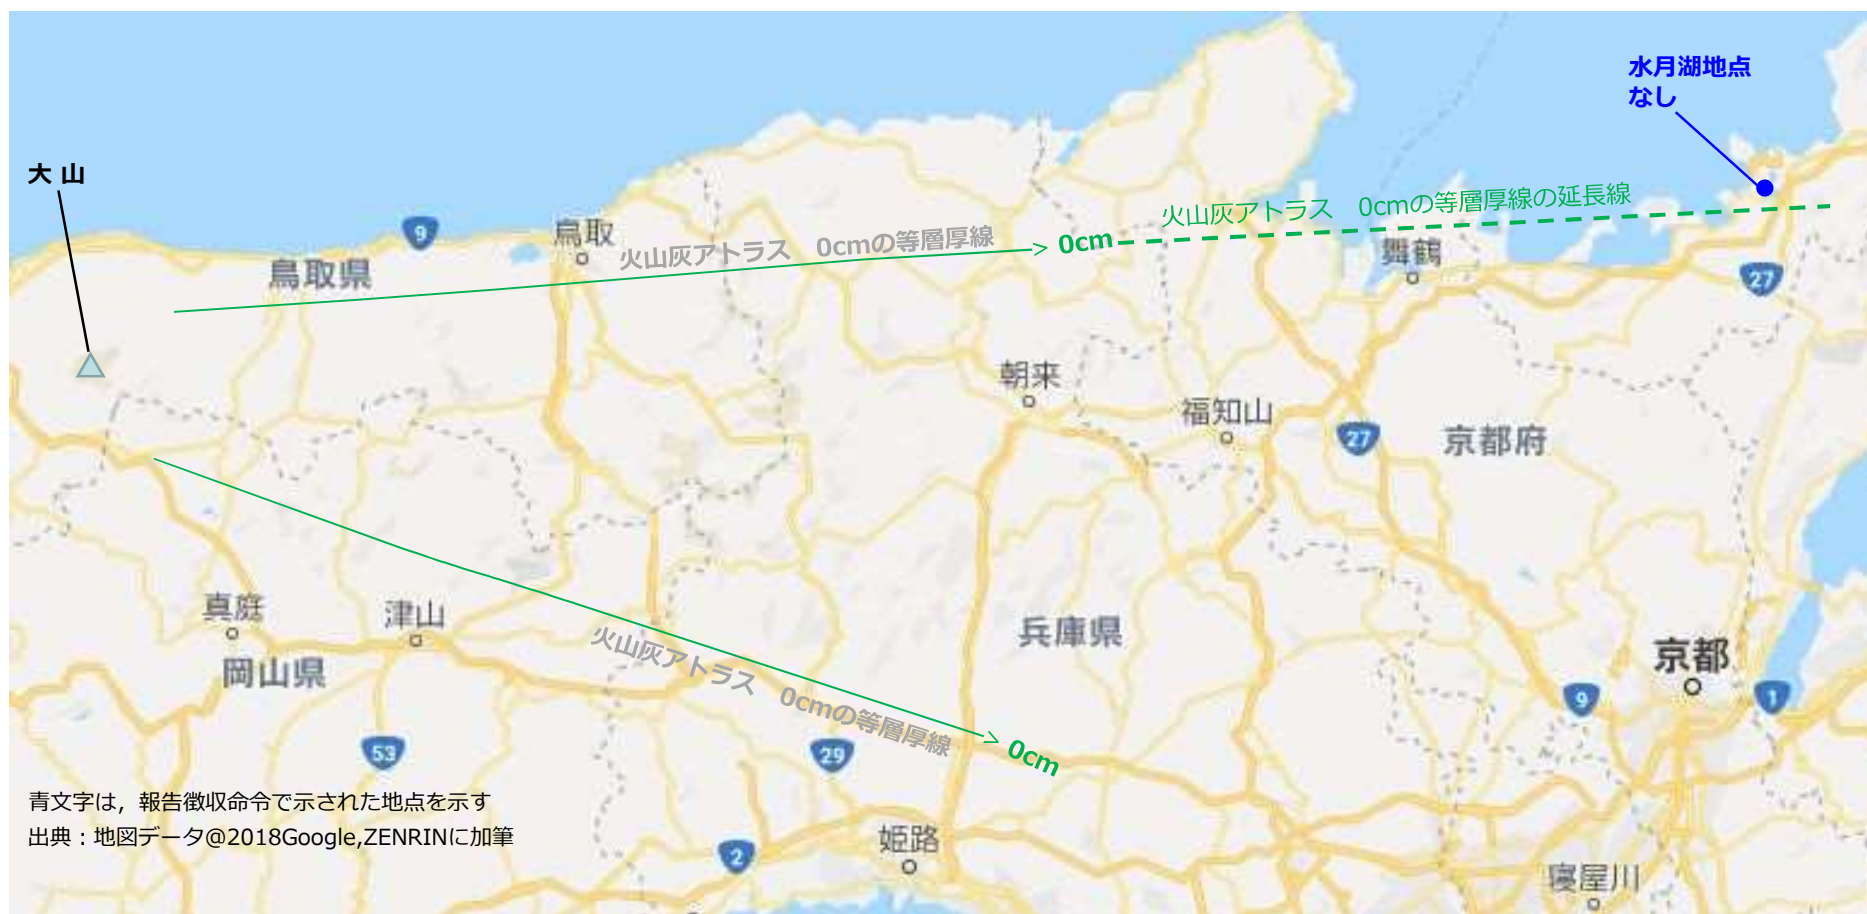 水月湖地点
なし
大 山
火山灰アトラス　0cmの等層厚線の延長線
9
鳥取
火山灰アトラス　0cmの等層厚線
0cm
舞鶴
鳥取県
27
朝来
福知山
27
京都府
真庭
津山
兵庫県
火山灰アトラス　0cmの等層厚線
0cm
岡山県
京都
9
1
53
29
青文字は，報告徴収命令で示された地点を示す
出典：地図データ@2018Google,ZENRINに加筆
2
姫路
寝屋川